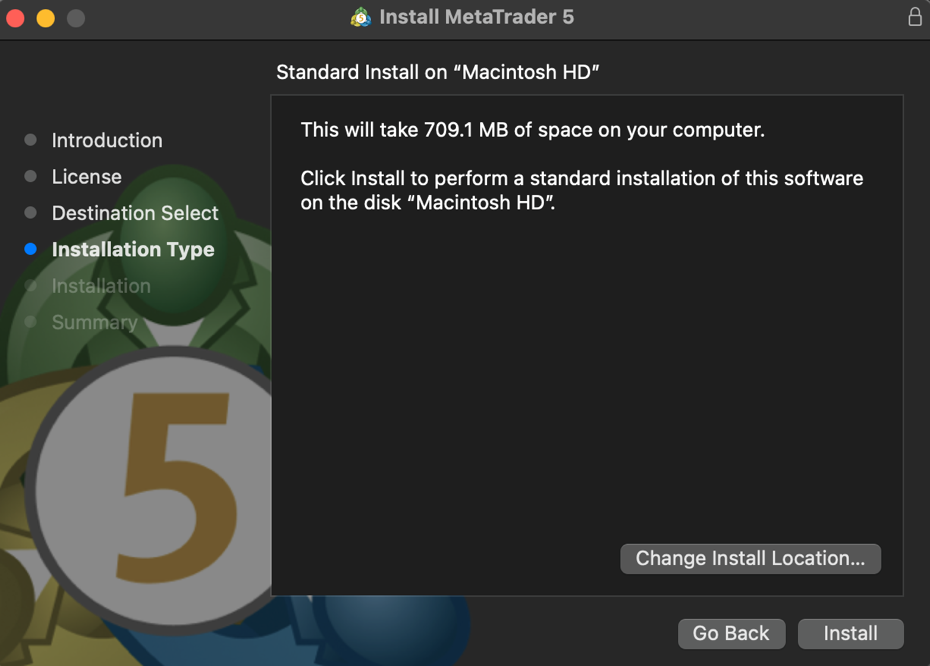 Install MetaTrader 5
Standard Install on “Macintosh HD”
Introduction
License
Destination Select
Installation Type
Installation
Summary
This will take 709.1 MB of space on your computer.
Click Install to perform a standard installation of this software
on the disk “Macintosh HD”.
5
Change Install Location...
Go Back
Install